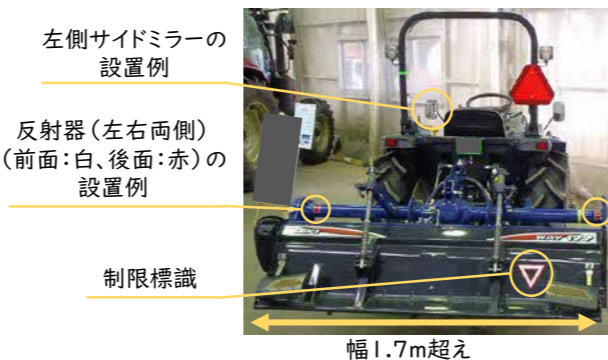 左側サイドミラーの
設置例
反射器(左右両側)
(前面:白、後面:赤)の
設置例
制限標識
幅1.7m超え